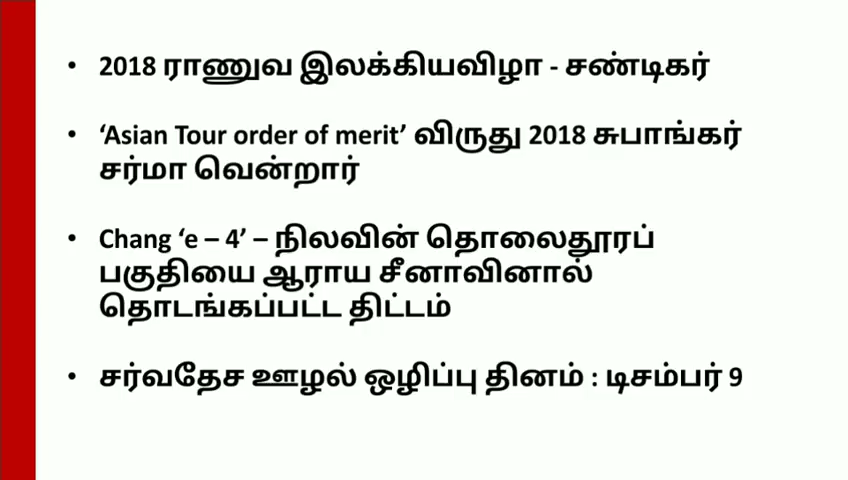 • 2018 ராணுவ இலக்கியவிழா - சண்டிகர்
• ‘Asian Tour order of merit’ விருது 2018 சுபாங்கர்
சர்மா வென்றார்
• Chang ‘e – 4’ – நிலவின் தொலைதூரப்
பகுதியை ஆராய சீனாவினால்
தொடங்கப்பட்ட திட்டம்
• சர்வதேச ஊழல் ஒழிப்பு தினம் : டிசம்பர் 9